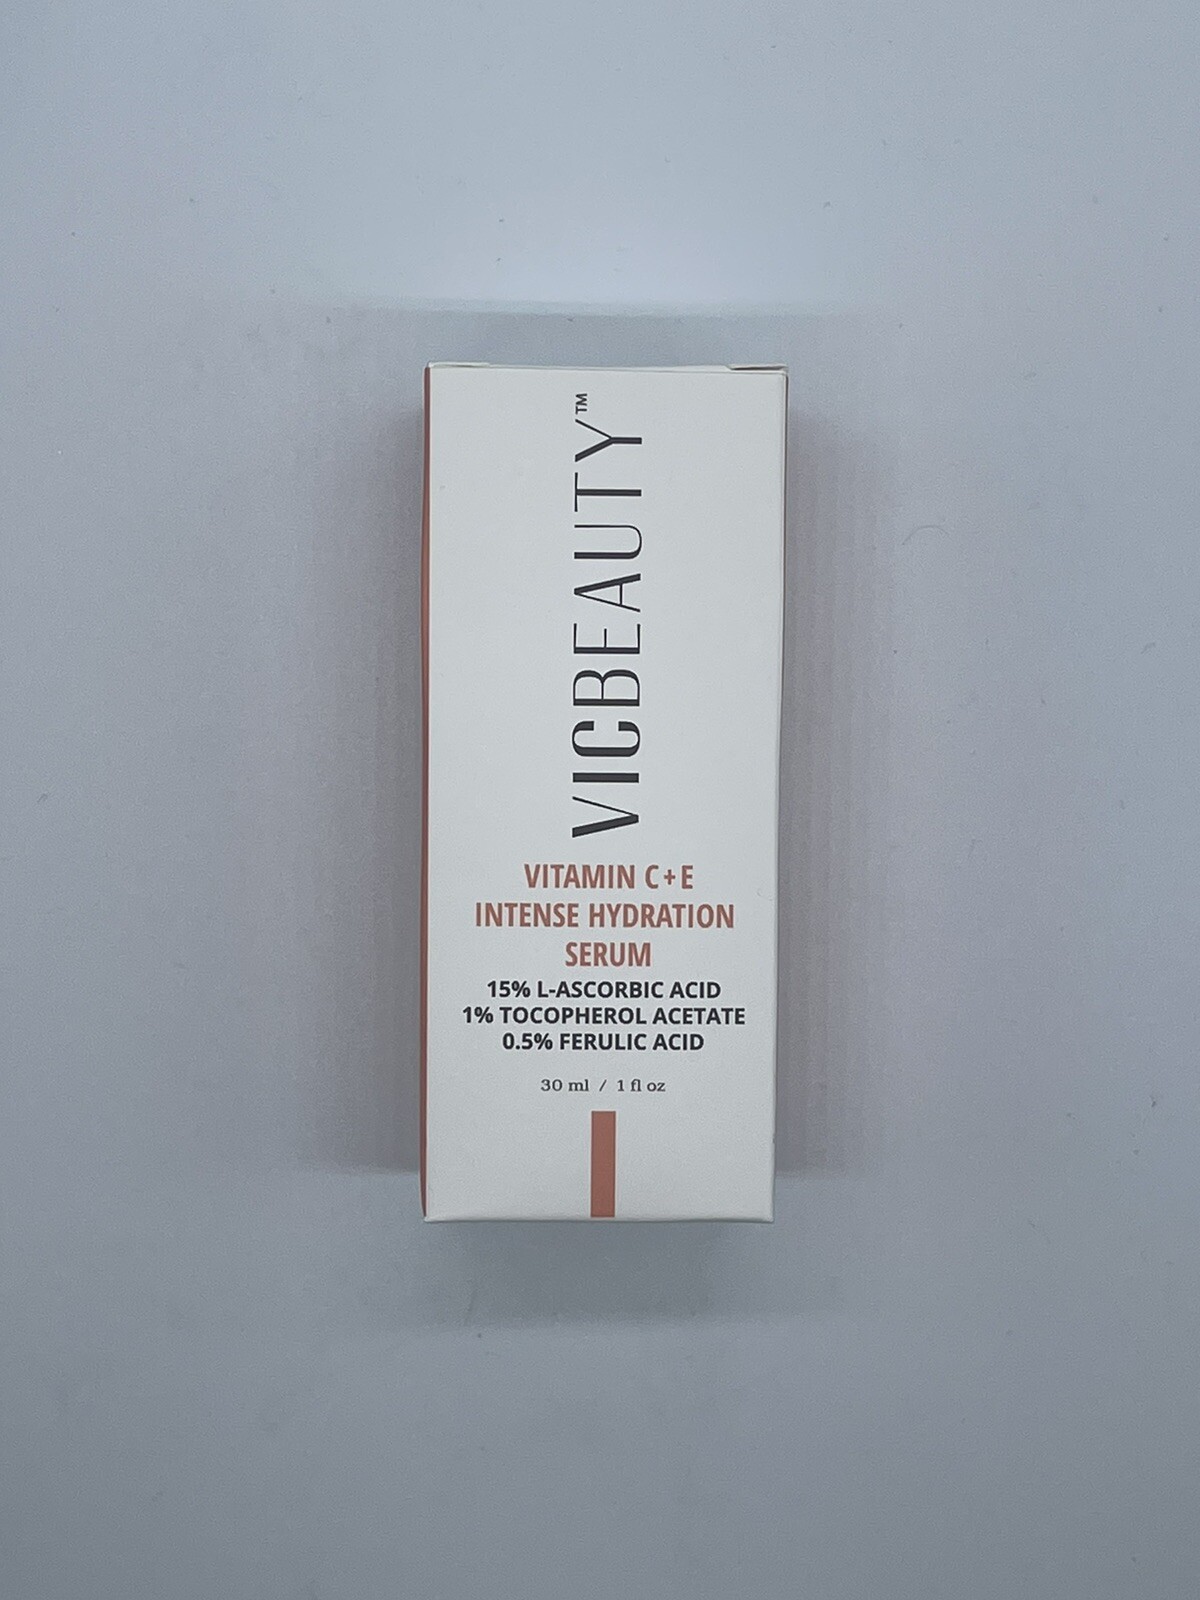 VICBEAUTY™
VITAMIN C+E
INTENSE HYDRATION
SERUM
15% L-ASCORBIC ACID
1% TOCOPHEROL ACETATE
0.5% FERULIC ACID
30 ml / 1 fl oz